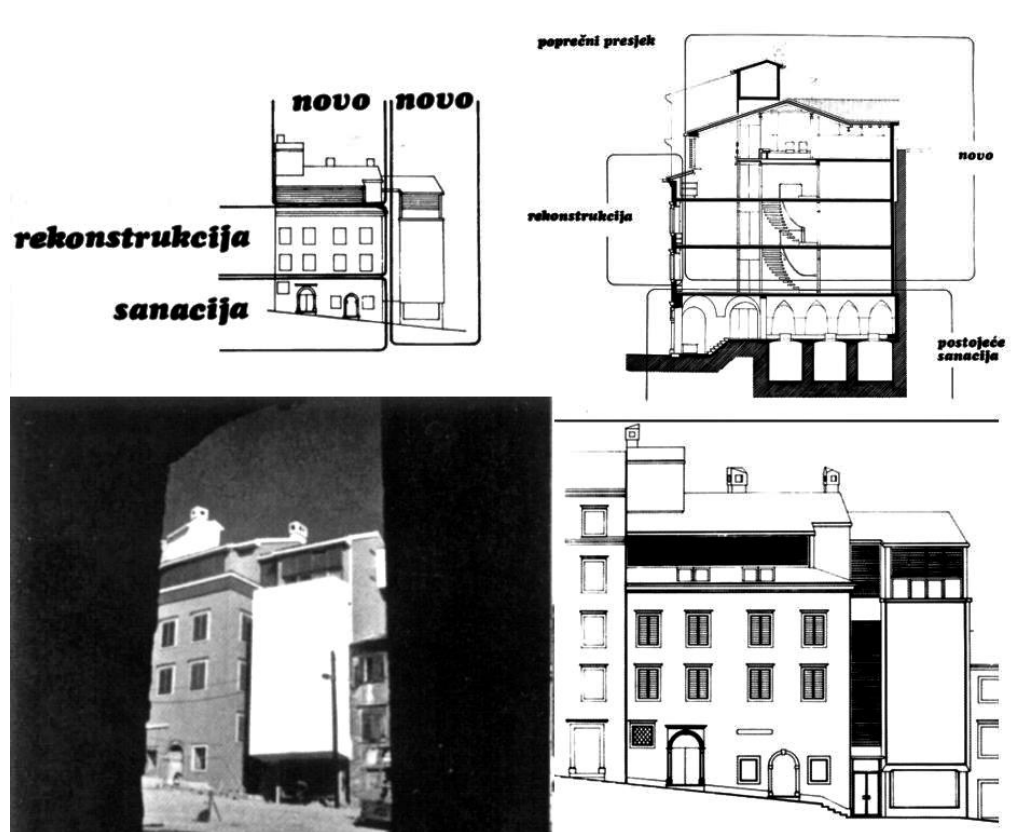 novo novo
rekonstrukcija
sanacija
poprečni presjek
novo
rekonstrukcija
postojeće
sanacija